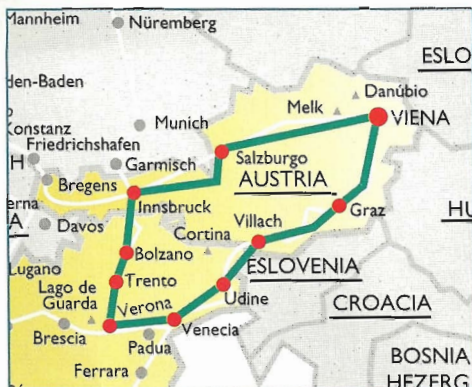 Mannheim
Nüremberg
ESLO
den-Baden
Danúbio
Melk
VIENA
Konstanz
Munich
Friedrichshafen
H
Garmisch
Salzburgo
Bregens
AUSTRIA
erna
Innsbruck
HU
A
Davos
Villach
Graz
Cortina
Bolzano
ESLOVENIA
Lugano
Trento
Lago de
Guarda
Udine
CROACIA
Verona
Brescia
Venecia
Padua
BOSNIA
Ferrara
HEZERG